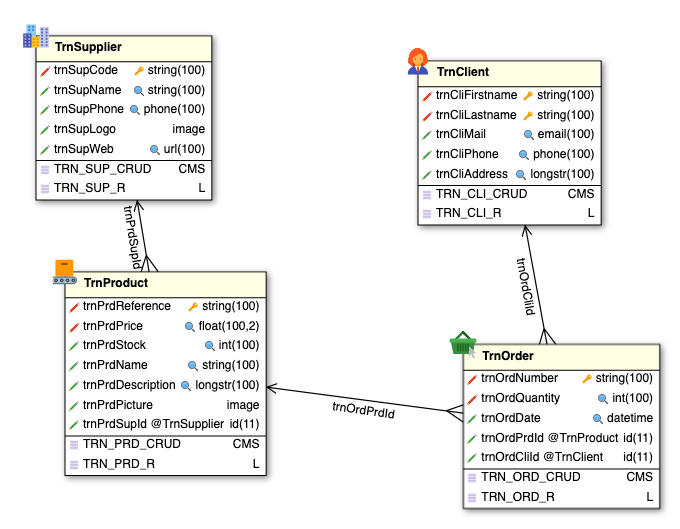 TrnSupplier
trnSupCode string(100)
trnSupName string(100)
trnSupPhone phone(100)
trnSupLogo image
trnSupWeb url(100)
TRN_SUP_CRUD CMS
TRN_SUP_R L
TrnClient
trnCliFirstname string(100)
trnCliLastname string(100)
trnCliMail email(100)
trnCliPhone phone(100)
trnCliAddress longstr(100)
TRN_CLI_CRUD CMS
TRN_CLI_R L
trnPrdSupId
trnOrdCliId
TrnProduct
trnPrdReference string(100)
trnPrdPrice float(100,2)
trnPrdStock int(100)
trnPrdName string(100)
trnPrdDescription longstr(100)
trnPrdPicture image
trnPrdSupId @TrnSupplier id(11)
TRN_PRD_CRUD CMS
TRN_PRD_R L
trnOrdPrdId
TrnOrder
trnOrdNumber string(100)
trnOrdQuantity int(100)
trnOrdDate datetime
trnOrdPrdId @TrnProduct id(11)
trnOrdCliId @TrnClient id(11)
TRN_ORD_CRUD CMS
TRN_ORD_R L